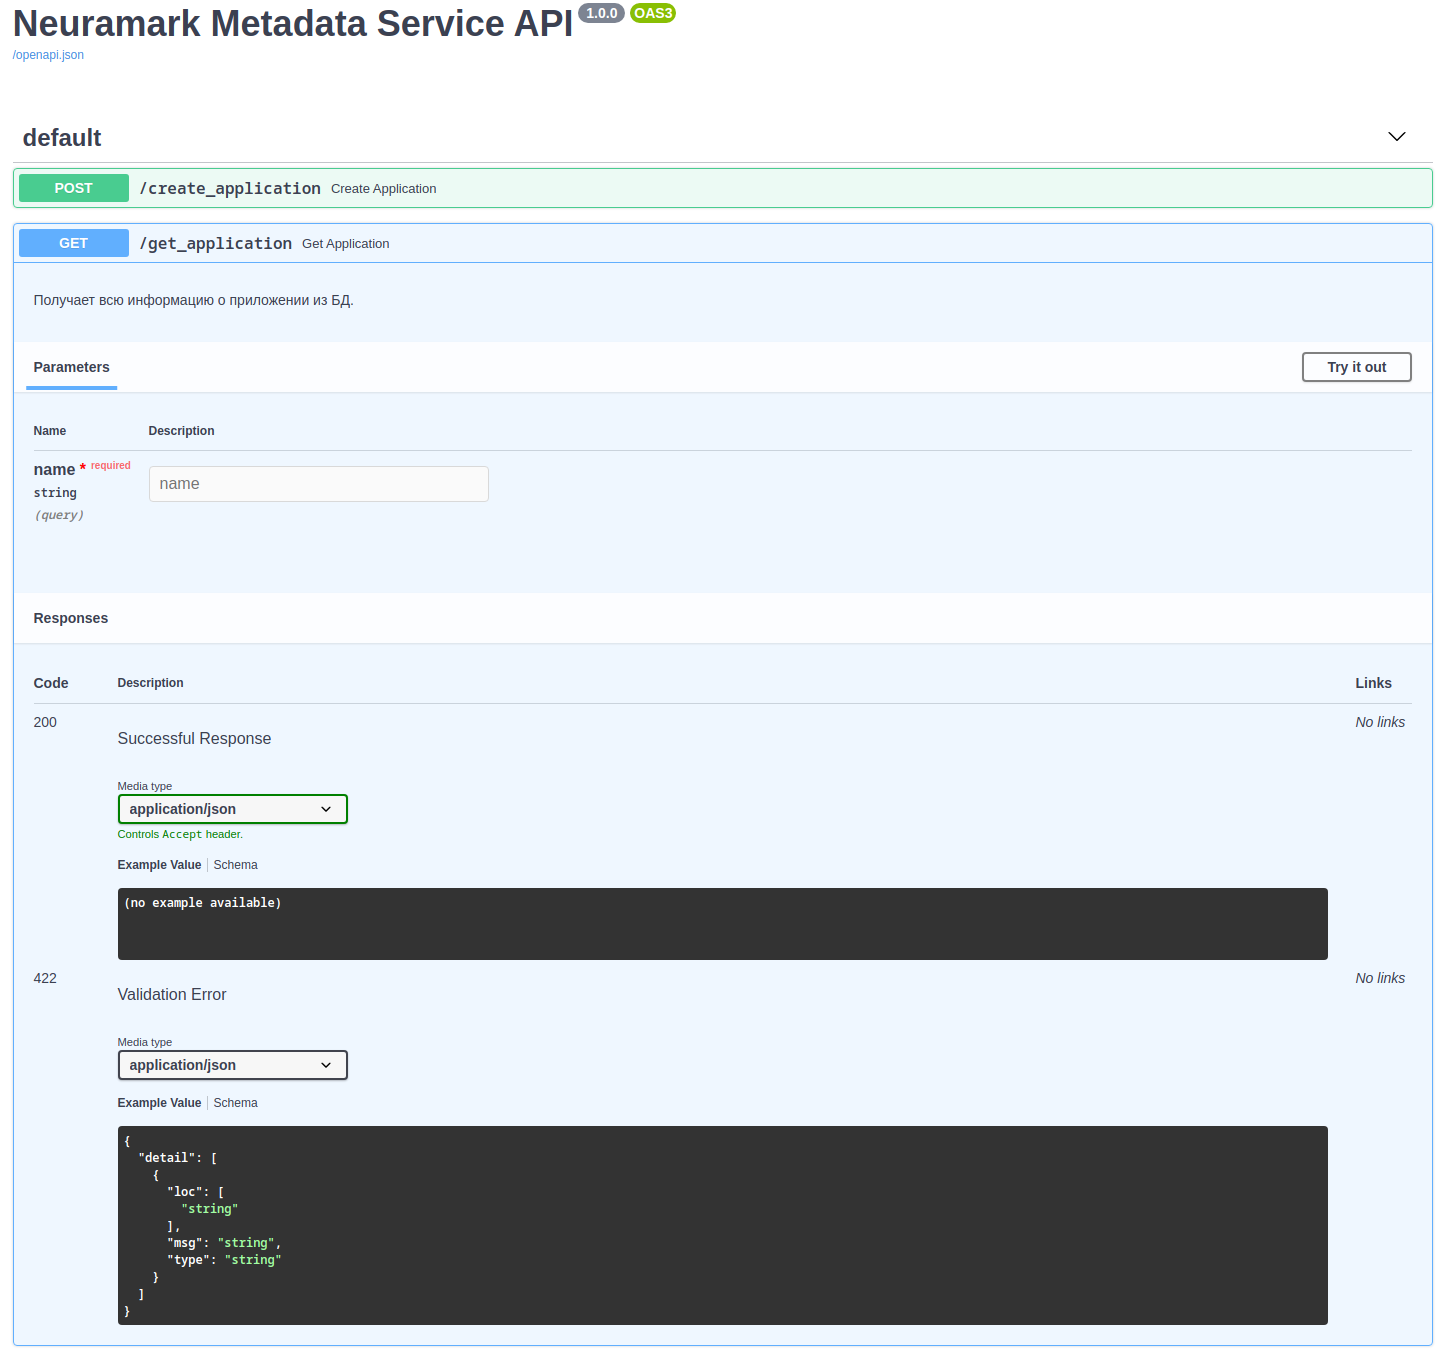 Neuramark Metadata Service API 1.0.0 OAS3
/openapi.json
default
POST /create_application Create Application
GET /get_application Get Application
Получает всю информацию о приложении из БД.
Parameters Try it out
Name Description
name * required
string
(query)
name
Responses
Code Description Links
200 Successful Response No links
Media type
application/json
Controls Accept header.
Example Value Schema
(no example available)
422 Validation Error No links
Media type
application/json
Example Value Schema
{
  "detail": [
    {
      "loc": [
        "string"
      ],
      "msg": "string",
      "type": "string"
    }
  ]
}